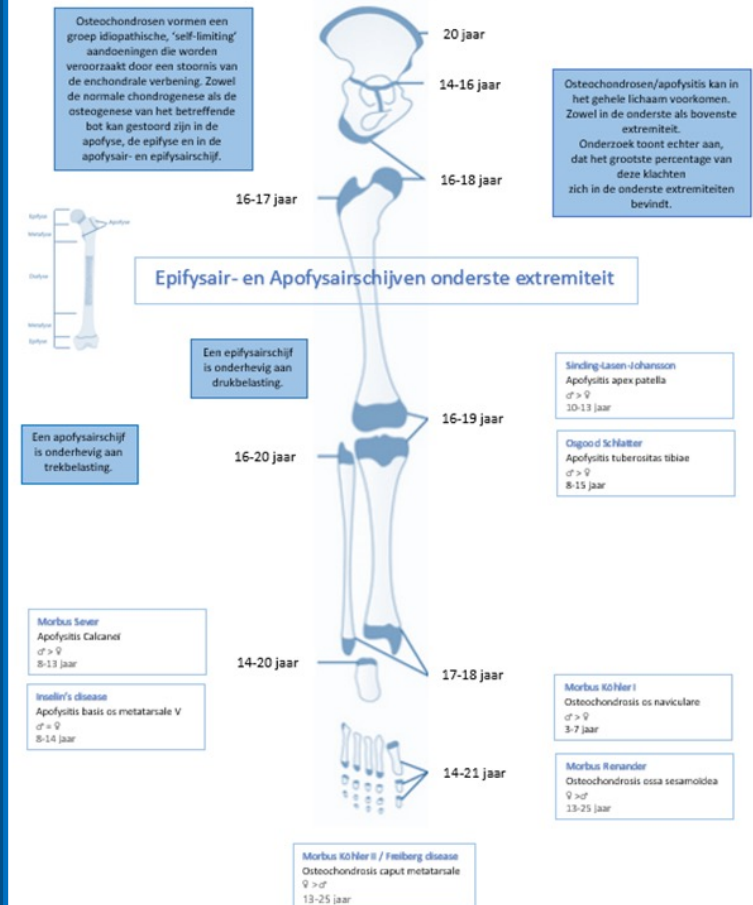 Osteochondrosen vormen een
groep idiopathische, 'self-limiting'
aandoeningen die worden
veroorzaakt door een stoornis van
de enchondrale verbening. Zowel
de normale chondrogenese als de
osteogenese van het betreffende
bot kan gestoord zijn in de
apofyse, de epifyse en in de
apofysair- en epifysairschijf.
20 jaar
14-16 jaar
Osteochondrosen/apofysitis kan in
het gehele lichaam voorkomen.
Zowel in de onderste als bovenste
extremiteit.
Onderzoek toont echter aan,
dat het grootste percentage van
deze klachten
zich in de onderste extremiteiten
bevindt.
16-18 jaar
16-17 jaar
Epifyse
Apofyse
Metafyse
Diafyse
Metafyse
Epifyse
Epifysair- en Apofysairschijven onderste extremiteit
Een epifysairschijf
is onderhevig aan
drukbelasting.
Sinding-Lasen-Johansson
Apofysitis apex patella
♂ > ♀
10-13 jaar
16-19 jaar
Een apofysairschijf
is onderhevig aan
trekbelasting.
16-20 jaar
Osgood Schlatter
Apofysitis tuberositas tibiae
♂ > ♀
8-15 jaar
Morbus Sever
Apofysitis Calcaneï
♂ > ♀
8-13 jaar
14-20 jaar
17-18 jaar
Inselin's disease
Apofysitis basis os metatarsale V
♂ = ♀
8-14 jaar
Morbus Köhler I
Osteochondrosis os naviculare
♂ > ♀
3-7 jaar
14-21 jaar
Morbus Renander
Osteochondrosis ossa sesamoïdea
♀ >♂
13-25 jaar
Morbus Köhler II / Freiberg disease
Osteochondrosis caput metatarsale
♀ >♂
13-25 jaar